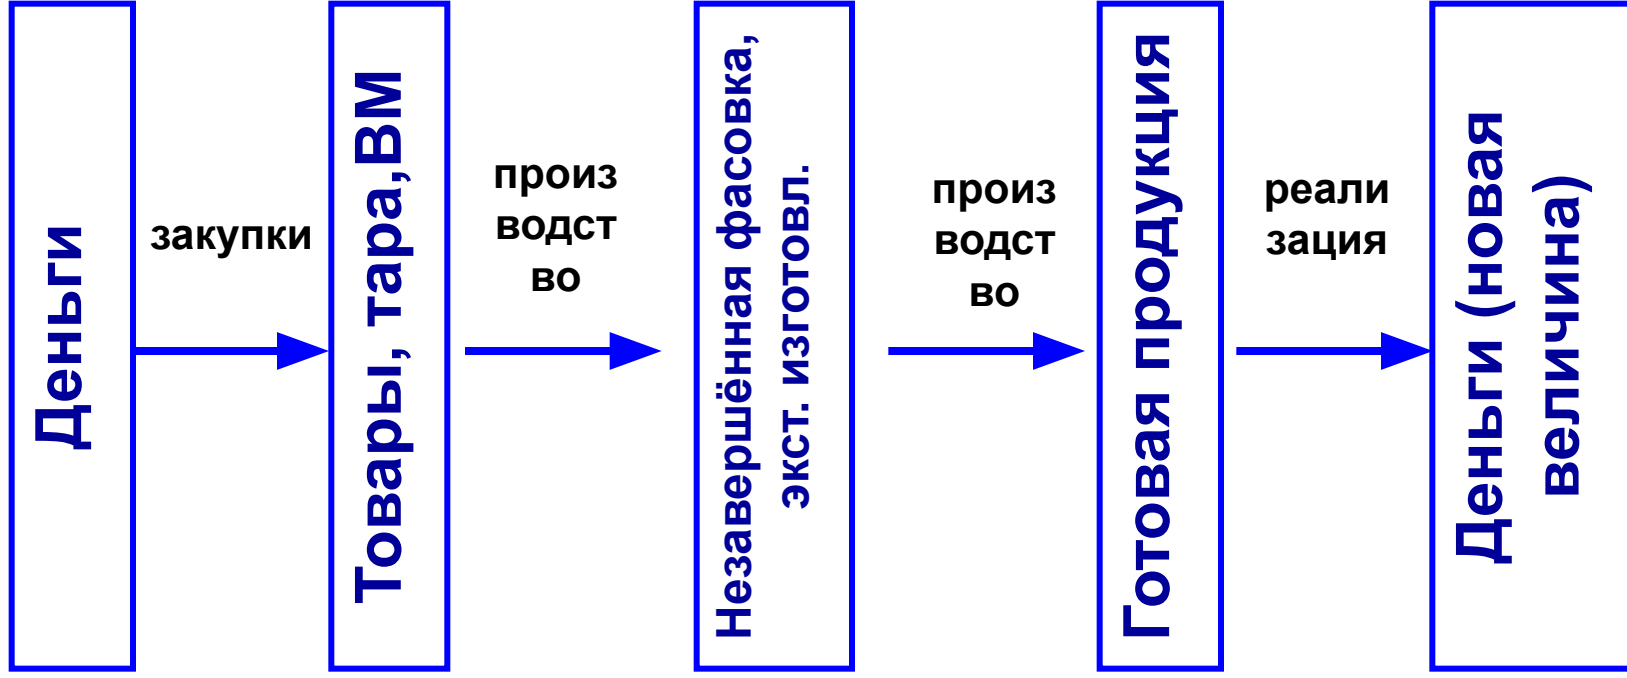 Деньги
закупки
Товары, тара,ВМ
произ
водст
во
Незавершённая фасовка,
экст. изготовл.
произ
водст
во
Готовая продукция
реали
зация
Деньги (новая
величина)